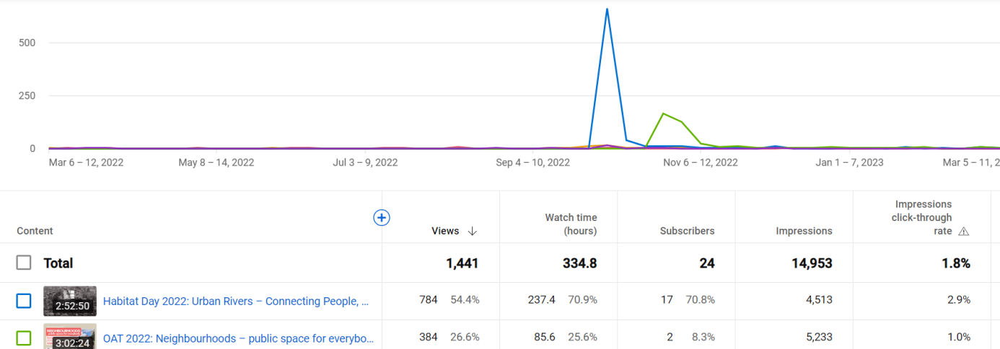 500
250
0
Mar 6 – 12, 2022 May 8 – 14, 2022 Jul 3 – 9, 2022 Sep 4 – 10, 2022 Nov 6 – 12, 2022 Jan 1 – 7, 2023 Mar 5 – 11, 2
Content Views Watch time (hours) Subscribers Impressions Impressions click-through rate
Total 1,441 334.8 24 14,953 1.8%
2:52:50 Habitat Day 2022: Urban Rivers – Connecting People, ... 784 54.4% 237.4 70.9% 17 70.8% 4,513 2.9%
NEIGHBOURHOODS
3:02:24 OAT 2022: Neighbourhoods – public space for everybo... 384 26.6% 85.6 25.6% 2 8.3% 5,233 1.0%